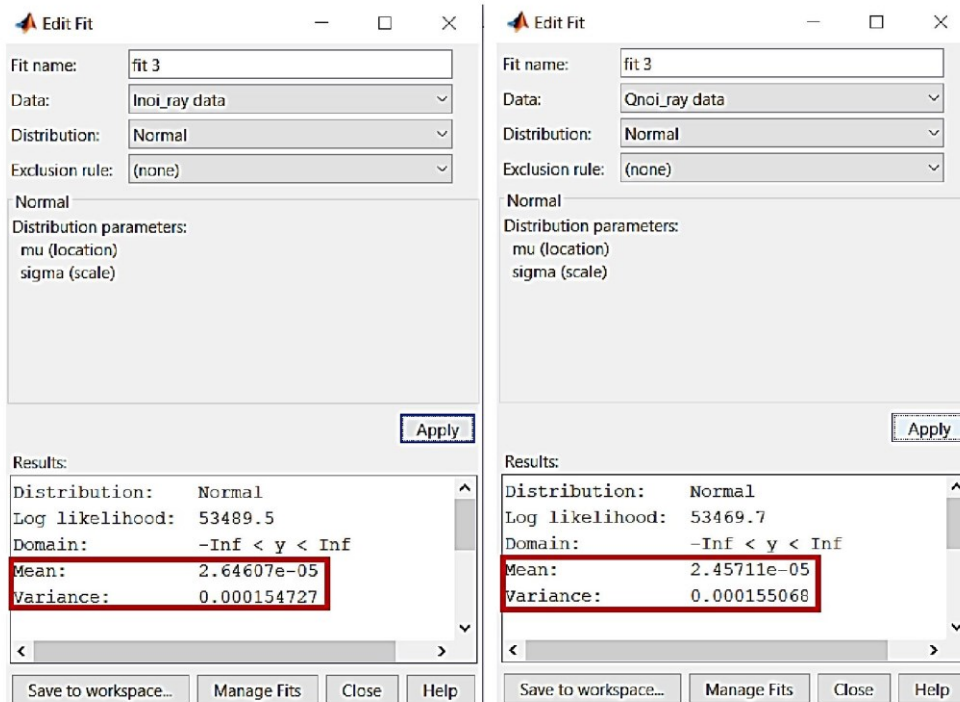 Edit Fit
Fit name: fit 3
Data: Inoi_ray data
Distribution: Normal
Exclusion rule: (none)
Normal
Distribution parameters:
mu (location)
sigma (scale)
Apply
Results:
Distribution: Normal
Log likelihood: 53489.5
Domain: -Inf < y < Inf
Mean: 2.64607e-05
Variance: 0.000154727
Save to workspace... Manage Fits Close Help
Edit Fit
Fit name: fit 3
Data: Qnoi_ray data
Distribution: Normal
Exclusion rule: (none)
Normal
Distribution parameters:
mu (location)
sigma (scale)
Apply
Results:
Distribution: Normal
Log likelihood: 53469.7
Domain: -Inf < y < Inf
Mean: 2.45711e-05
Variance: 0.000155068
Save to workspace... Manage Fits Close Help